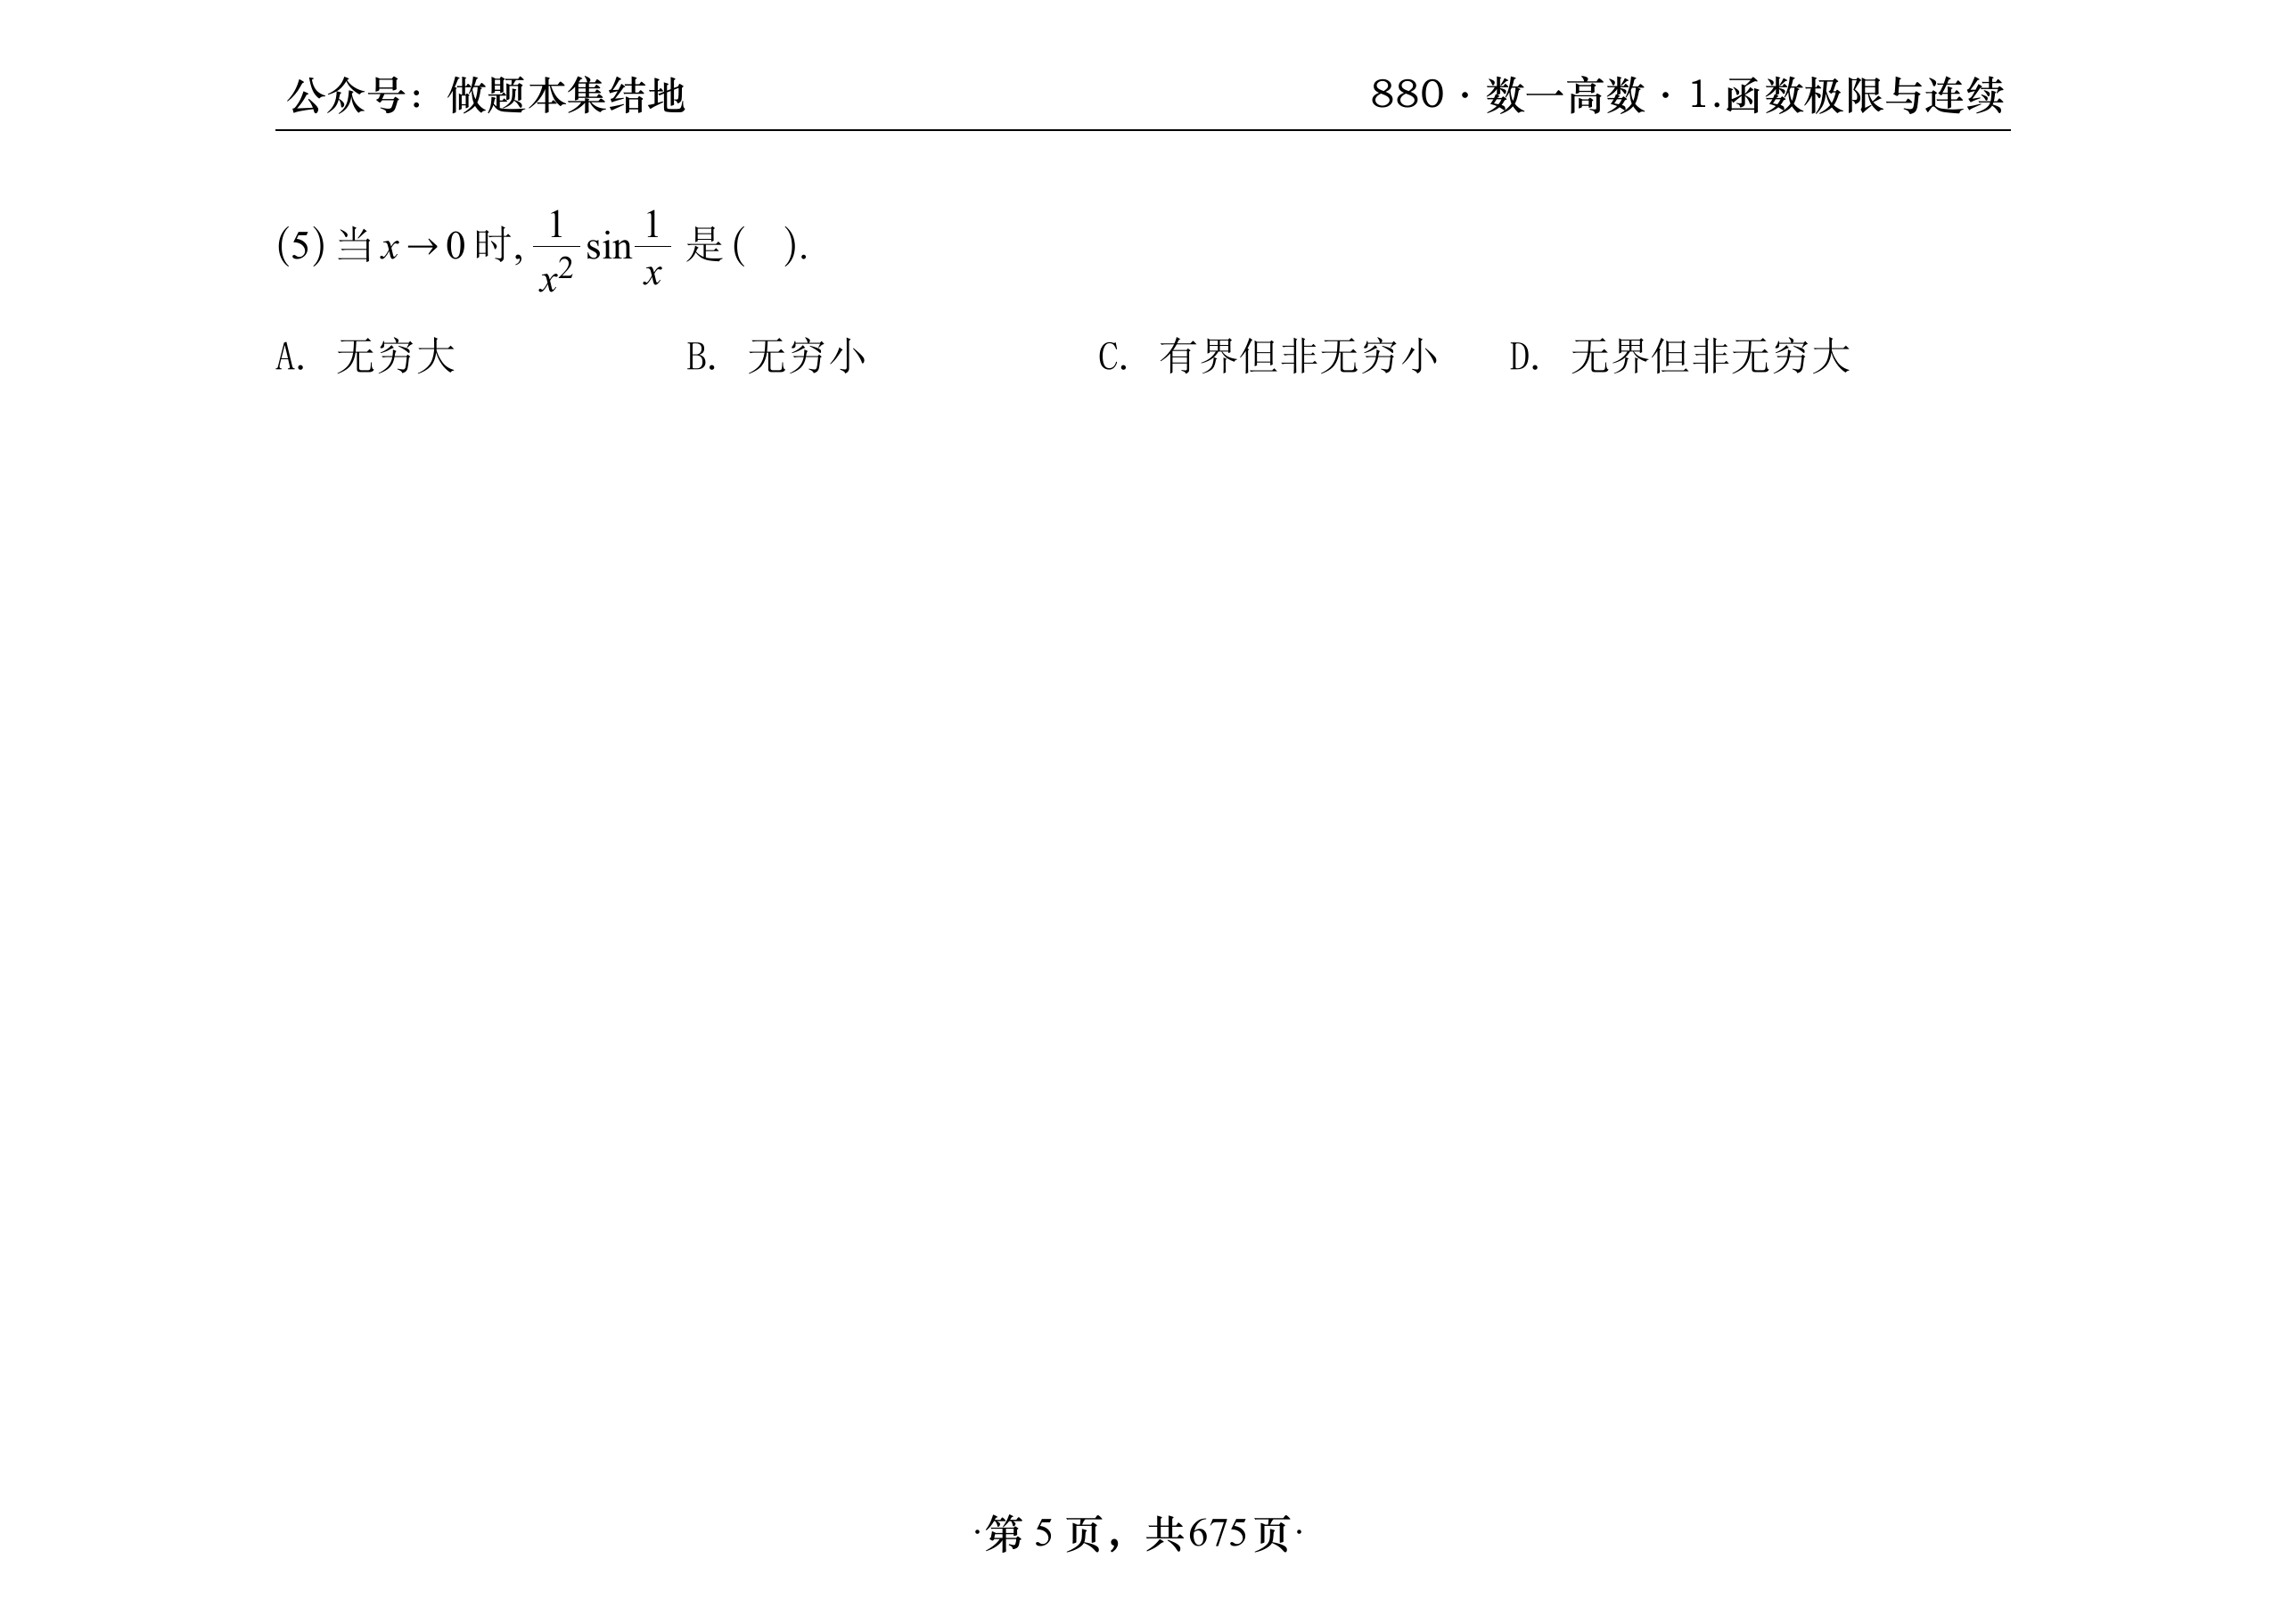 公众号：做题本集结地
880·数一高数·1.函数极限与连续
(5) 当 x→0 时, \frac{1}{x^2} sin \frac{1}{x} 是 (  ).
A. 无穷大 B. 无穷小 C. 有界但非无穷小 D. 无界但非无穷大
·第 5 页，共675页·